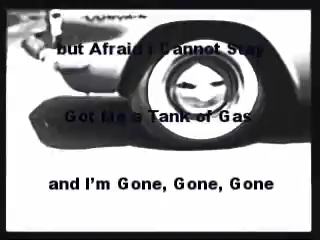 but Afraid I Cannot Stay
Got Me a Tank of Gas
and I'm Gone, Gone, Gone